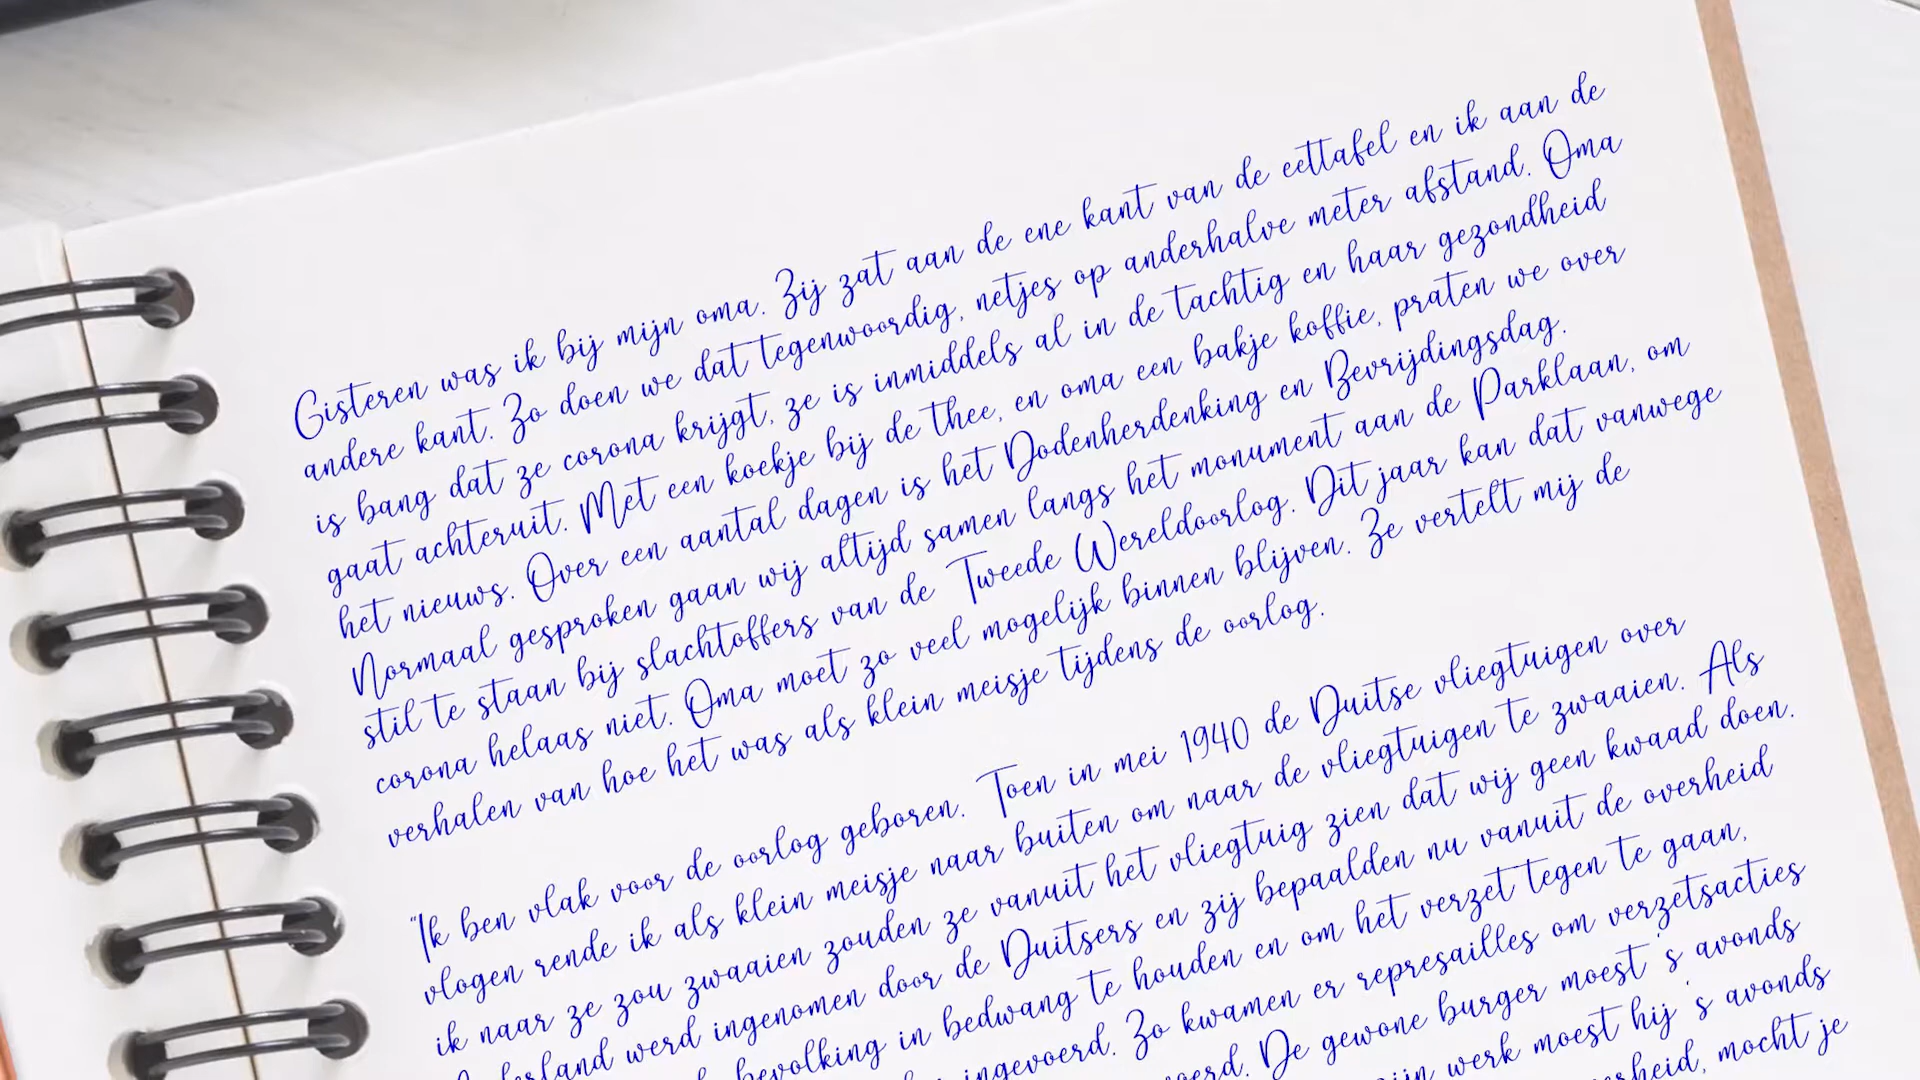 Gisteren was ik bij mijn oma. Zij zat aan de ene kant van de eettafel en ik aan de
andere kant. Zo doen we dat tegenwoordig, netjes op anderhalve meter afstand. Oma
is bang dat ze corona krijgt, ze is inmiddels al in de tachtig en haar gezondheid
gaat achteruit. Met een koekje bij de thee, en oma een bakje koffie, praten we over
het nieuws. Over een aantal dagen is het Dodenherdenking en Bevrijdingsdag.
Normaal gesproken gaan wij altijd samen langs het monument aan de Parklaan, om
stil te staan bij slachtoffers van de Tweede Wereldoorlog. Dit jaar kan dat vanwege
corona helaas niet. Oma moet zo veel mogelijk binnen blijven. Ze vertelt mij de
verhalen van hoe het was als klein meisje tijdens de oorlog.
"Ik ben vlak voor de oorlog geboren. Toen in mei 1940 de Duitse vliegtuigen over
vlogen rende ik als klein meisje naar buiten om naar de vliegtuigen te zwaaien. Als
ik naar ze zou zwaaien zouden ze vanuit het vliegtuig zien dat wij geen kwaad doen.
werd ingenomen door de Duitsers en zij bepaalden nu vanuit de overheid
bevolking in bedwang te houden en om het verzet tegen te gaan,
ingevoerd. Zo kwamen er represailles om verzetsacties
De gewone burger moest 's avonds
werk moest hij 's avonds
mocht je